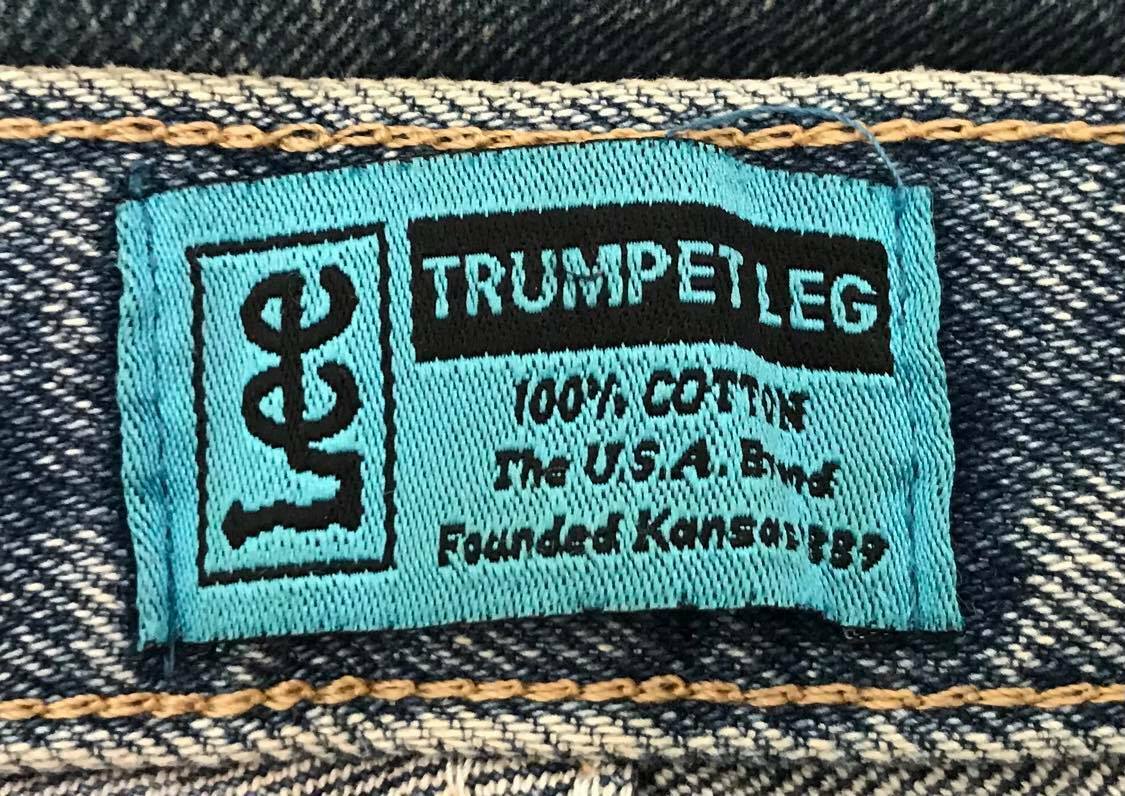 Lee
TRUMPET LEG
100% COTTON
The U.S.A. Brand
Founded Kansas 1889